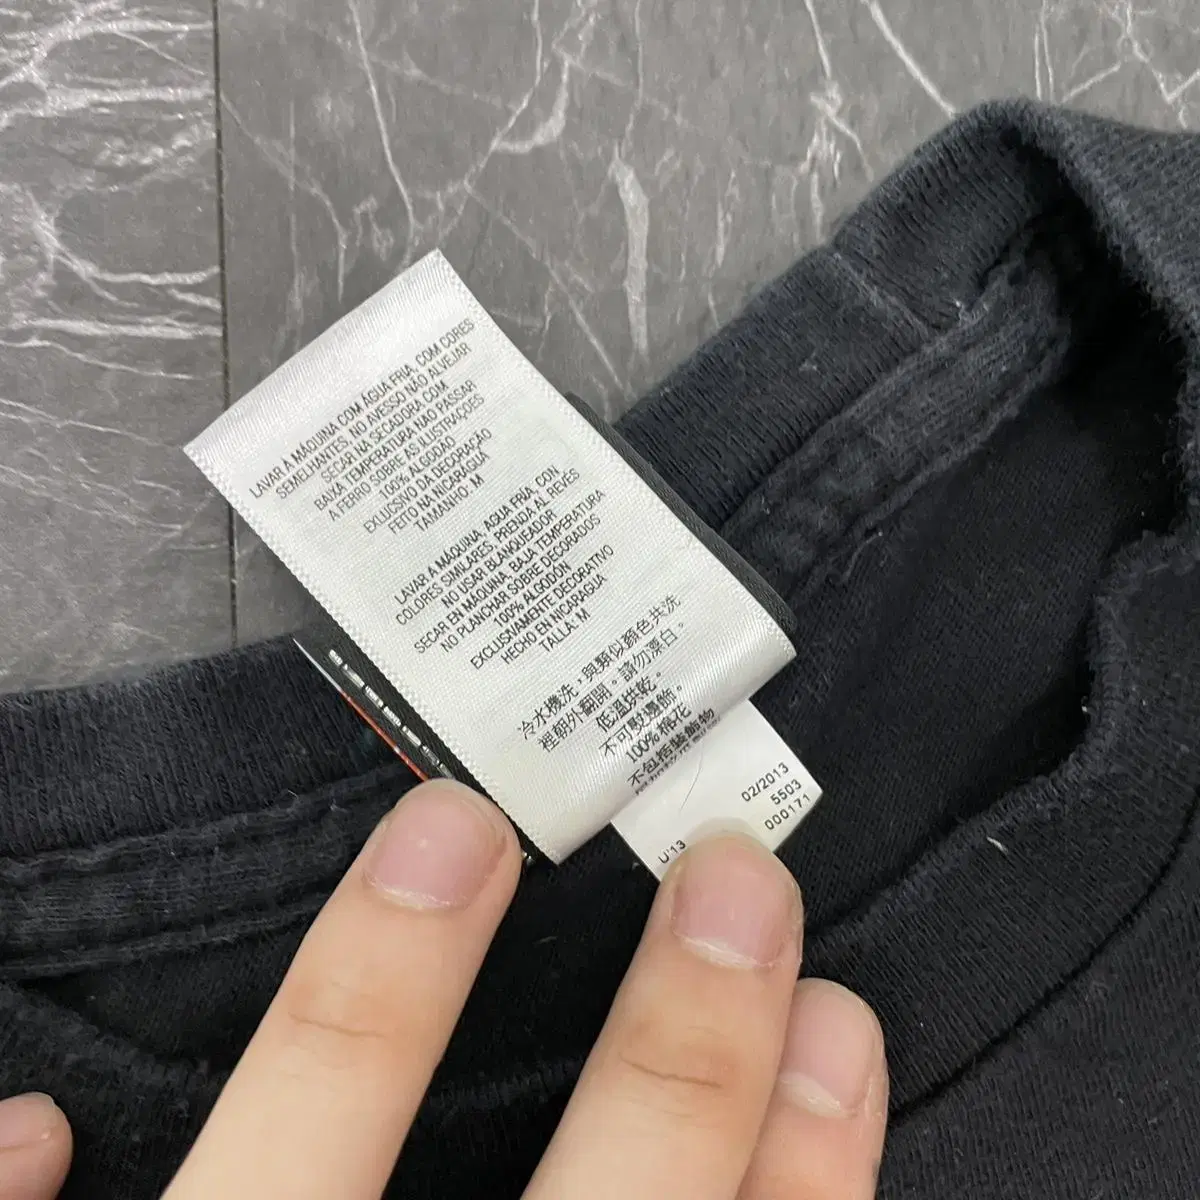 LAVAR A MÁQUINA COM ÁGUA FRIA, COM CORES
SEMELHANTES, NO AVESSO NÃO ALVEJAR
SECAR NA SECADORA COM
BAIXA TEMPERATURA NAO PASSAR
A FERRO SOBRE AS ILUSTRAÇÕES
100% ALGODÃO
EXLUCSIVO DA DECORAÇÃO
FEITO NA NICARAGUA
TAMANHO: M
LAVAR A MÁQUINA, AGUA FRIA, CON
COLORES SIMILARES, PRENDA AL REVÉS
NO USAR BLANQUEADOR
SECAR EN MÁQUINA, BAJA TEMPERATURA
NO PLANCHAR SOBRE DECORADOS
100% ALGODÓN
EXCLUSIVAMENTE DECORATIVO
HECHO EN NICARAGUA
TALLA: M
冷水機洗，與類似顏色共洗
裡朝外翻開。請勿漂白。
低溫烘乾。
不可熨邊飾。
100% 棉花
不包括裝飾物
02/2013
5503
U'13 000171